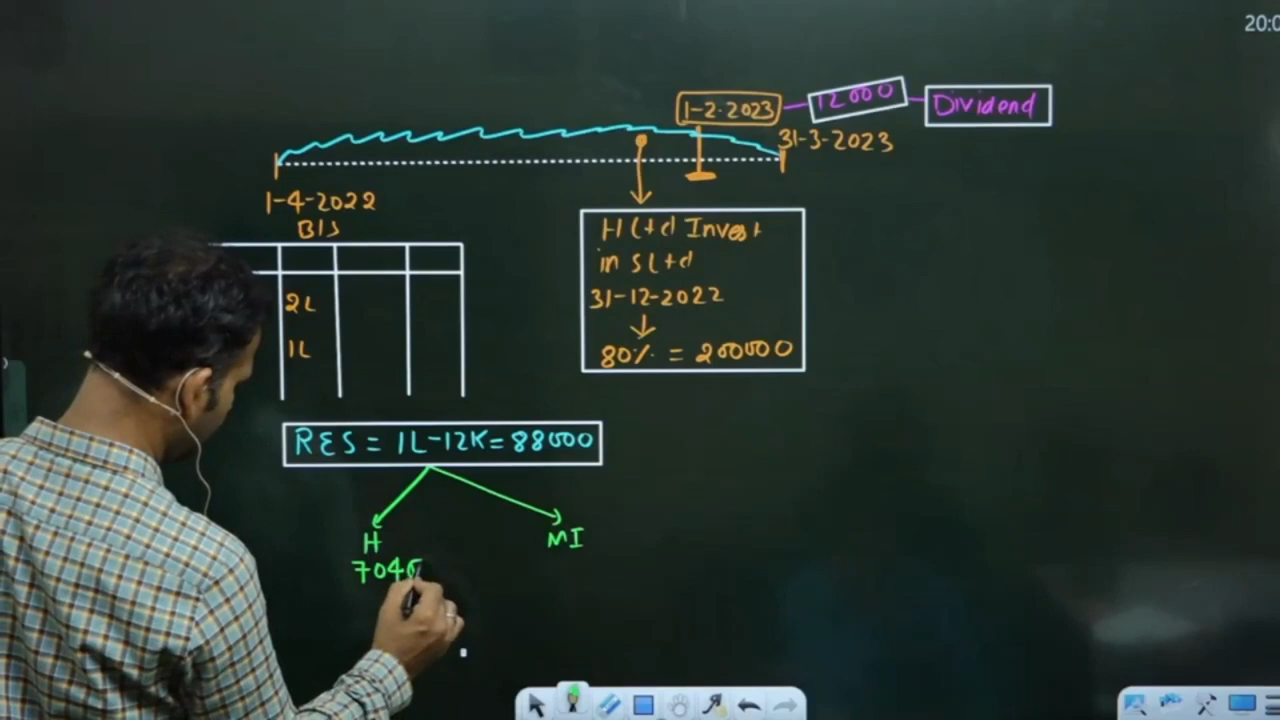 20:0
1-2-2023 12000 Dividend
31-3-2023
1-4-2022
B/S
H Ltd Invest
in S Ltd
31-12-2022
80% = 200000
2L
1L
RES = 1L-12K= 88000
H
MI
7040